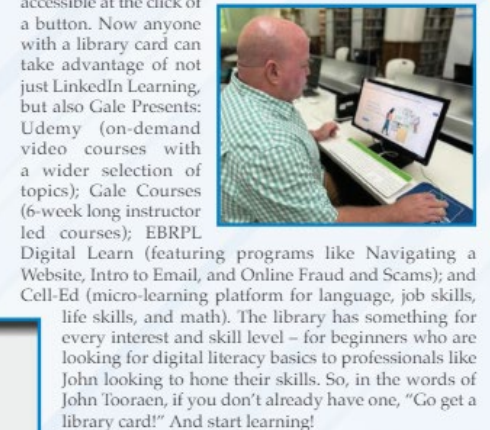 accessible at the click of
a button. Now anyone
with a library card can
take advantage of not
just LinkedIn Learning,
but also Gale Presents:
Udemy (on-demand
video courses with
a wider selection of
topics); Gale Courses
(6-week long instructor
led courses); EBRPL
Digital Learn (featuring programs like Navigating a
Website, Intro to Email, and Online Fraud and Scams); and
Cell-Ed (micro-learning platform for language, job skills,
life skills, and math). The library has something for
every interest and skill level – for beginners who are
looking for digital literacy basics to professionals like
John looking to hone their skills. So, in the words of
John Tooraen, if you don't already have one, “Go get a
library card!” And start learning!